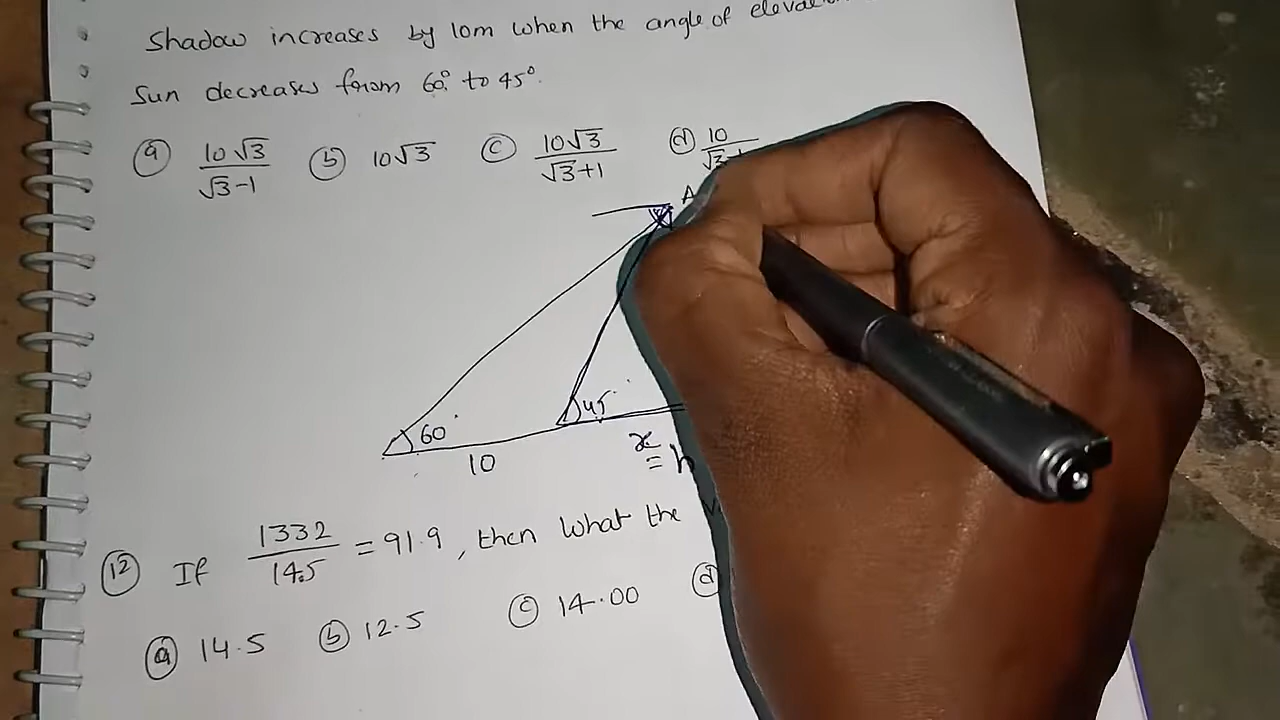 Shadow increases by 10m when the angle of
Sun decreases from 60° to 45°.
ⓐ 10√3/√3-1 ⓑ 10√3 ⓒ 10√3/√3+1 ⓓ 10
A
60
45
10
x
= h
⑫ If 1332/14.5 = 91.9, then what the
ⓐ 14.5 ⓑ 12.5 ⓒ 14.00 ⓓ